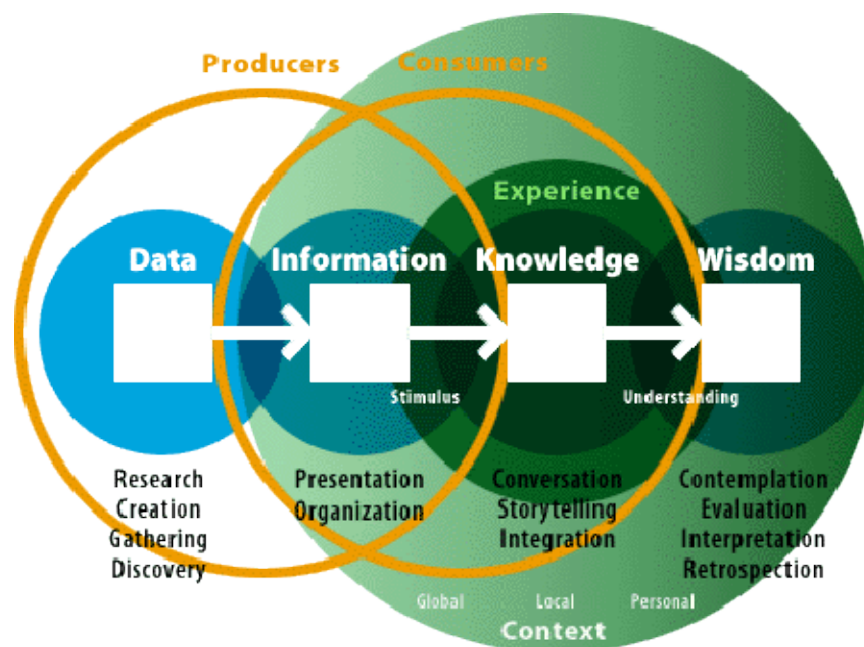 Producers Consumers
Experience
Data Information Knowledge Wisdom
Stimulus Understanding
Research
Creation
Gathering
Discovery
Presentation
Organization
Conversation
Storytelling
Integration
Contemplation
Evaluation
Interpretation
Retrospection
Global Local Personal
Context